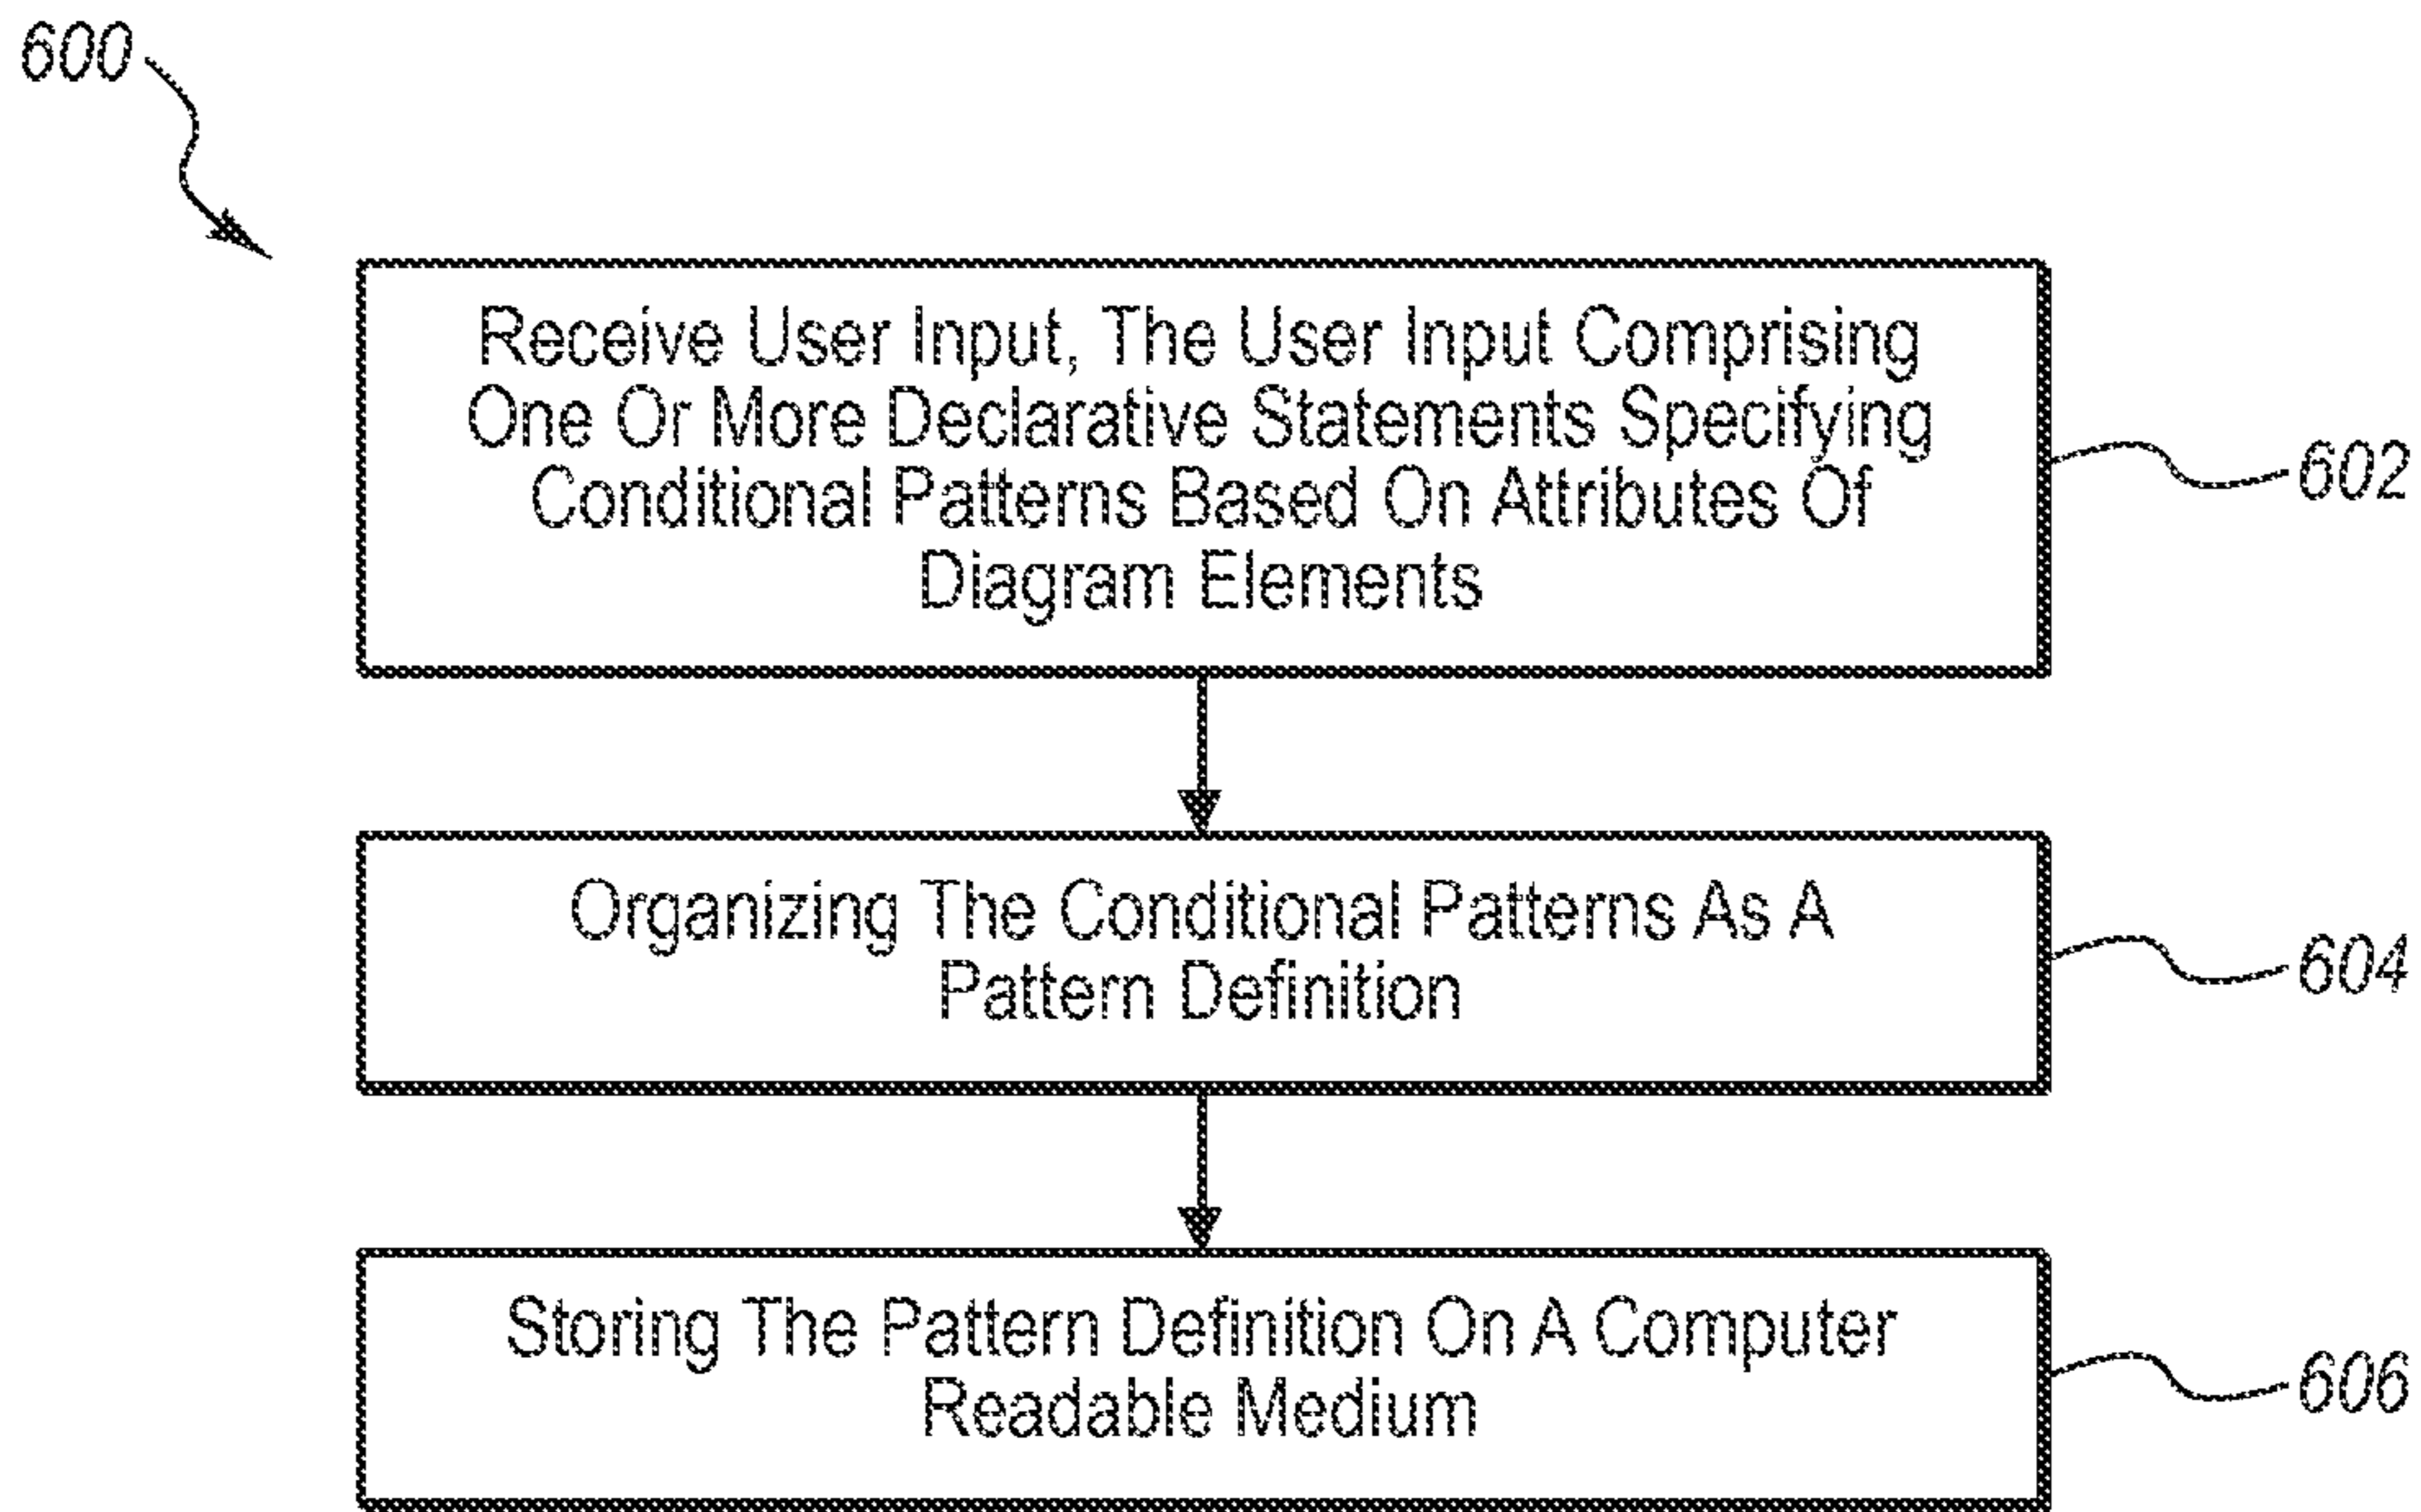 600
Receive User Input, The User Input Comprising
One Or More Declarative Statements Specifying
Conditional Patterns Based On Attributes Of
Diagram Elements
602
Organizing The Conditional Patterns As A
Pattern Definition
604
Storing The Pattern Definition On A Computer
Readable Medium
606